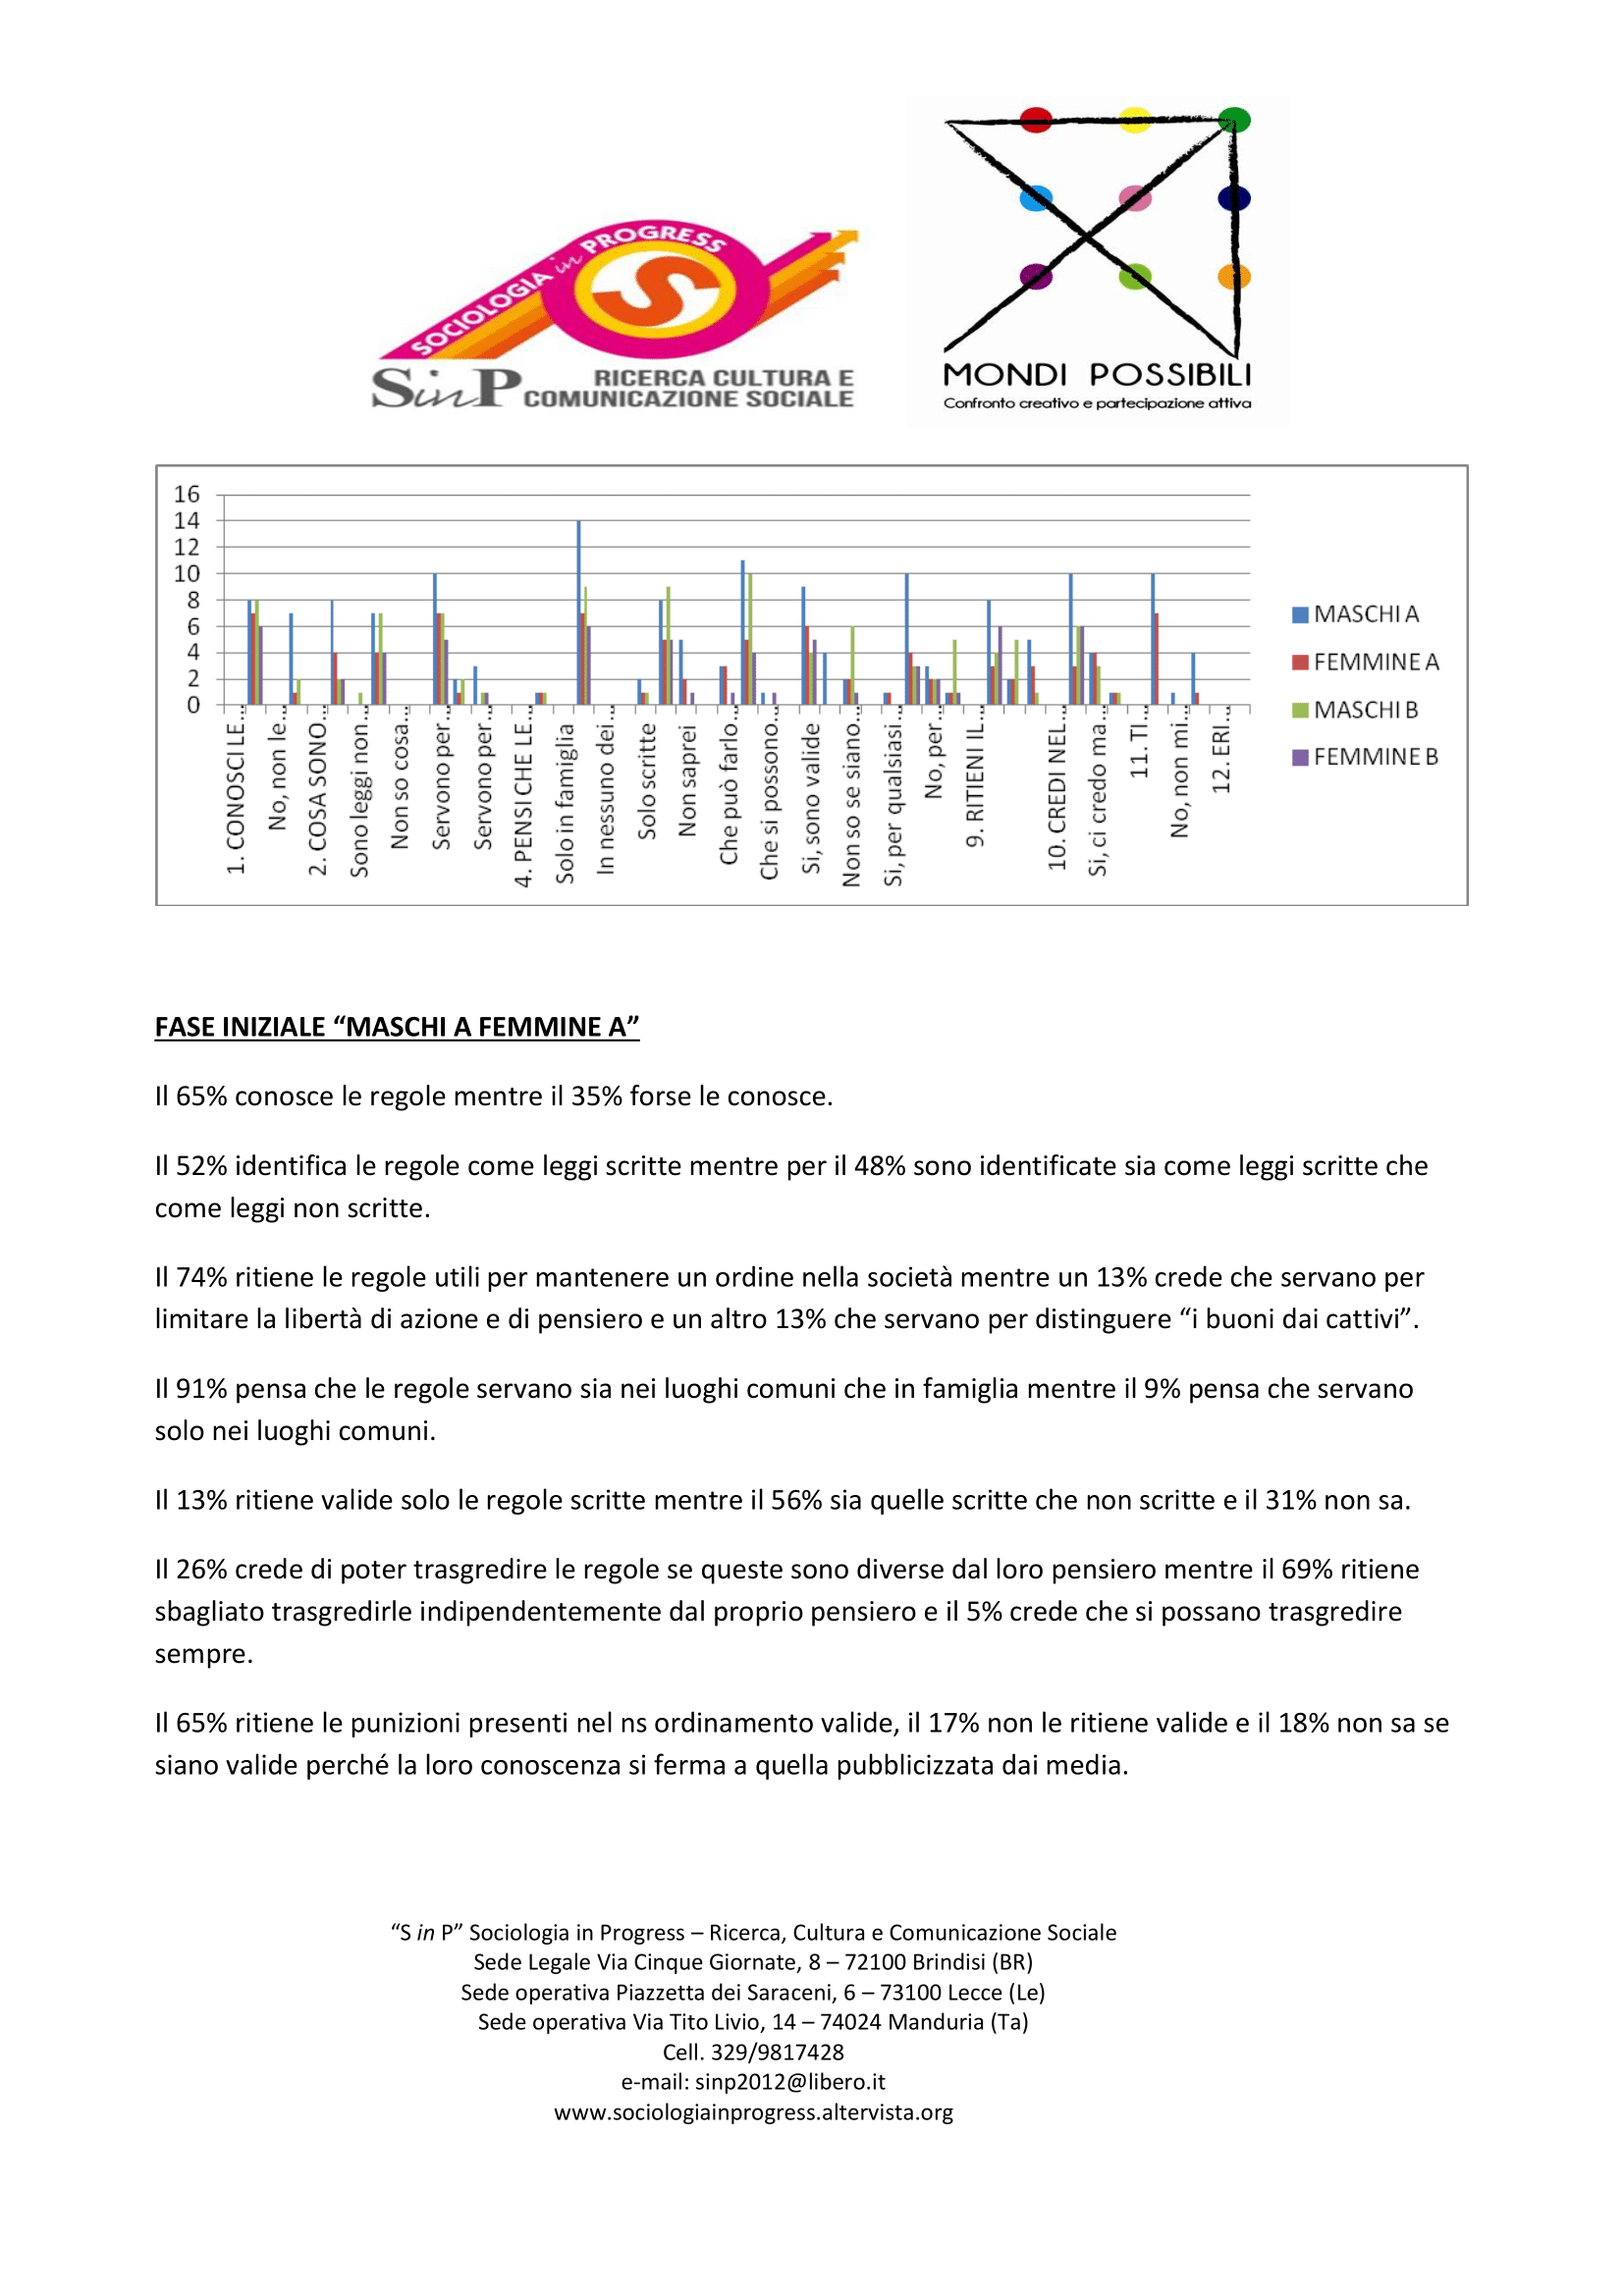 SOCIOLOGIA in PROGRESS
S
SinP RICERCA CULTURA E
COMUNICAZIONE SOCIALE
MONDI POSSIBILI
Confronto creativo e partecipazione attiva
16
14
12
10
8
6
4
2
0
1. CONOSCI LE...
No, non le...
2. COSA SONO...
Sono leggi non...
Non so cosa...
Servono per...
Servono per...
4. PENSI CHE LE...
Solo in famiglia
In nessuno dei...
Solo scritte
Non saprei
Che può farlo...
Che si possono...
Si, sono valide
Non so se siano...
Si, per qualsiasi...
No, per...
9. RITIENI IL...
10. CREDI NEL...
Si, ci credo ma...
11. TI...
No, non mi...
12. ERI...
MASCHI A
FEMMINE A
MASCHI B
FEMMINE B
FASE INIZIALE “MASCHI A FEMMINE A”
Il 65% conosce le regole mentre il 35% forse le conosce.
Il 52% identifica le regole come leggi scritte mentre per il 48% sono identificate sia come leggi scritte che
come leggi non scritte.
Il 74% ritiene le regole utili per mantenere un ordine nella società mentre un 13% crede che servano per
limitare la libertà di azione e di pensiero e un altro 13% che servano per distinguere “i buoni dai cattivi”.
Il 91% pensa che le regole servano sia nei luoghi comuni che in famiglia mentre il 9% pensa che servano
solo nei luoghi comuni.
Il 13% ritiene valide solo le regole scritte mentre il 56% sia quelle scritte che non scritte e il 31% non sa.
Il 26% crede di poter trasgredire le regole se queste sono diverse dal loro pensiero mentre il 69% ritiene
sbagliato trasgredirle indipendentemente dal proprio pensiero e il 5% crede che si possano trasgredire
sempre.
Il 65% ritiene le punizioni presenti nel ns ordinamento valide, il 17% non le ritiene valide e il 18% non sa se
siano valide perché la loro conoscenza si ferma a quella pubblicizzata dai media.
“S in P” Sociologia in Progress – Ricerca, Cultura e Comunicazione Sociale
Sede Legale Via Cinque Giornate, 8 – 72100 Brindisi (BR)
Sede operativa Piazzetta dei Saraceni, 6 – 73100 Lecce (Le)
Sede operativa Via Tito Livio, 14 – 74024 Manduria (Ta)
Cell. 329/9817428
e-mail: sinp2012@libero.it
www.sociologiainprogress.altervista.org